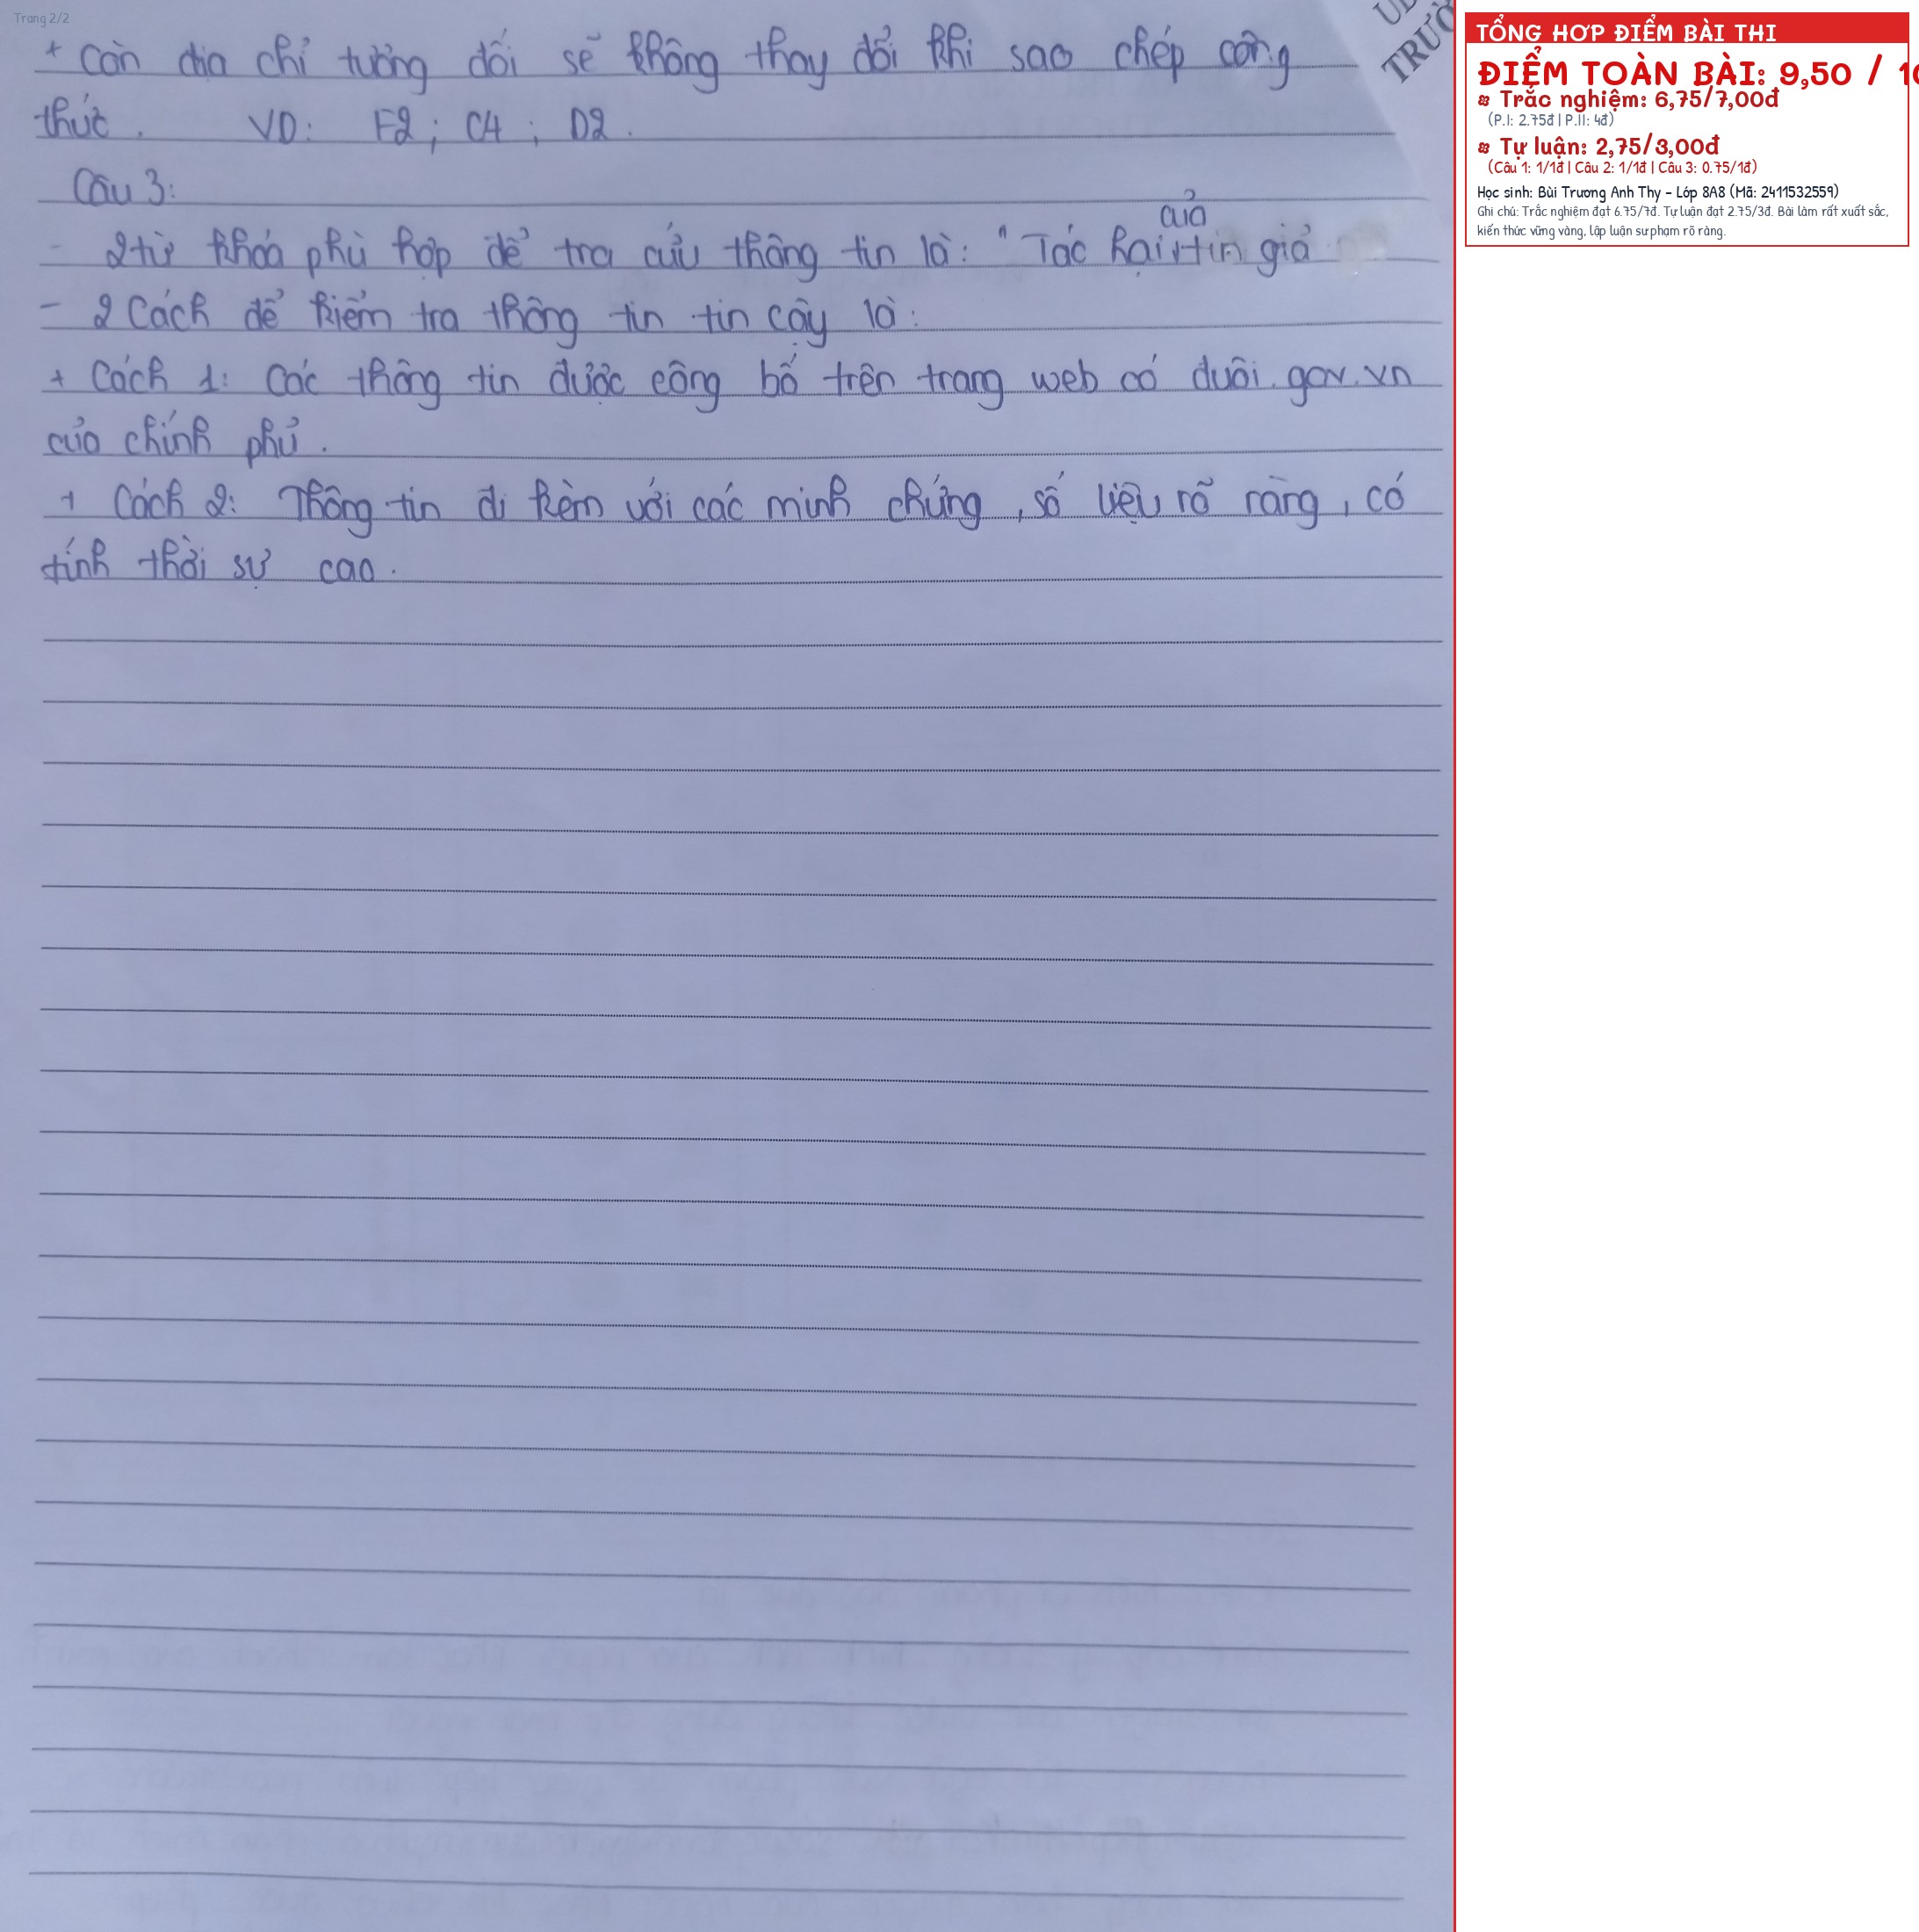 Trang 2/2
+ Còn địa chỉ tương đối sẽ không thay đổi khi sao chép công
thức. VD: F2; C4; D2.
Câu 3:
- 2 từ khoá phù hợp để tra cứu thông tin là: "Tác hại của tin giả
- 2 Cách để kiểm tra thông tin tin cậy là:
+ Cách 1: Các thông tin được công bố trên trang web có đuôi .gov.vn
của chính phủ.
+ Cách 2: Thông tin đi kèm với các minh chứng, số liệu rõ ràng, có
tính thời sự cao.
TRƯỜ
TỔNG HỢP ĐIỂM BÀI THI
ĐIỂM TOÀN BÀI: 9,50 / 10
Trắc nghiệm: 6,75/7,00đ
(P.I: 2.75đ | P.II: 4đ)
Tự luận: 2,75/3,00đ
(Câu 1: 1/1đ | Câu 2: 1/1đ | Câu 3: 0.75/1đ)
Học sinh: Bùi Trương Anh Thy - Lớp 8A8 (Mã: 2411532559)
Ghi chú: Trắc nghiệm đạt 6.75/7đ. Tự luận đạt 2.75/3đ. Bài làm rất xuất sắc,
kiến thức vững vàng, lập luận sư phạm rõ ràng.